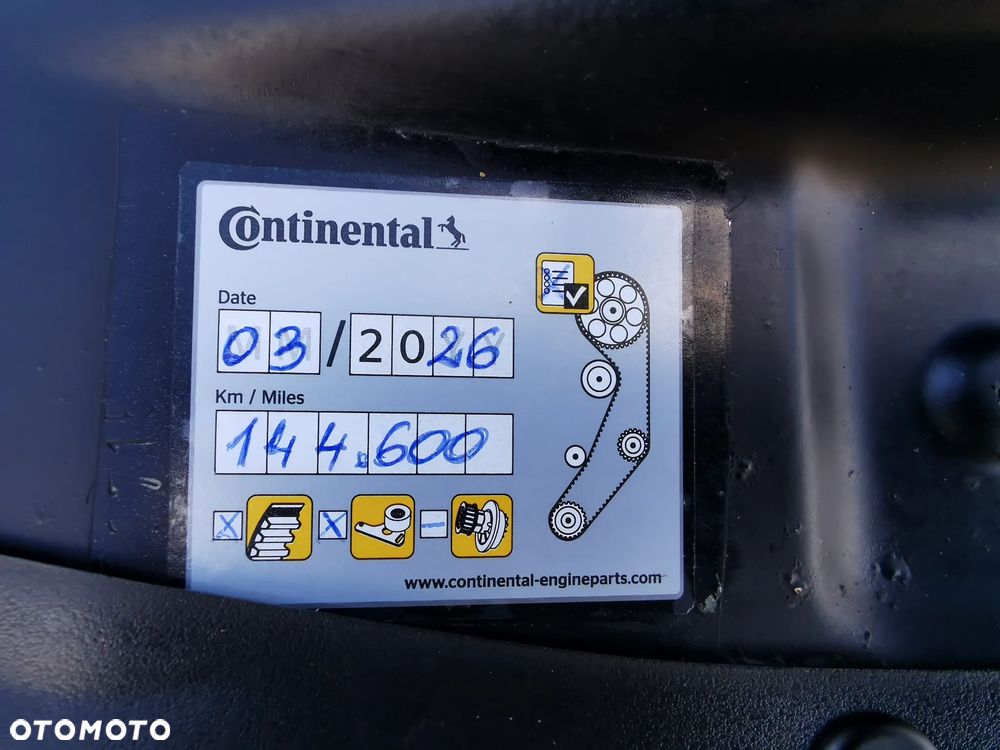 Continental
Date
03/2026
Km / Miles
144.600
X X –
www.continental-engineparts.com
OTOMOTO